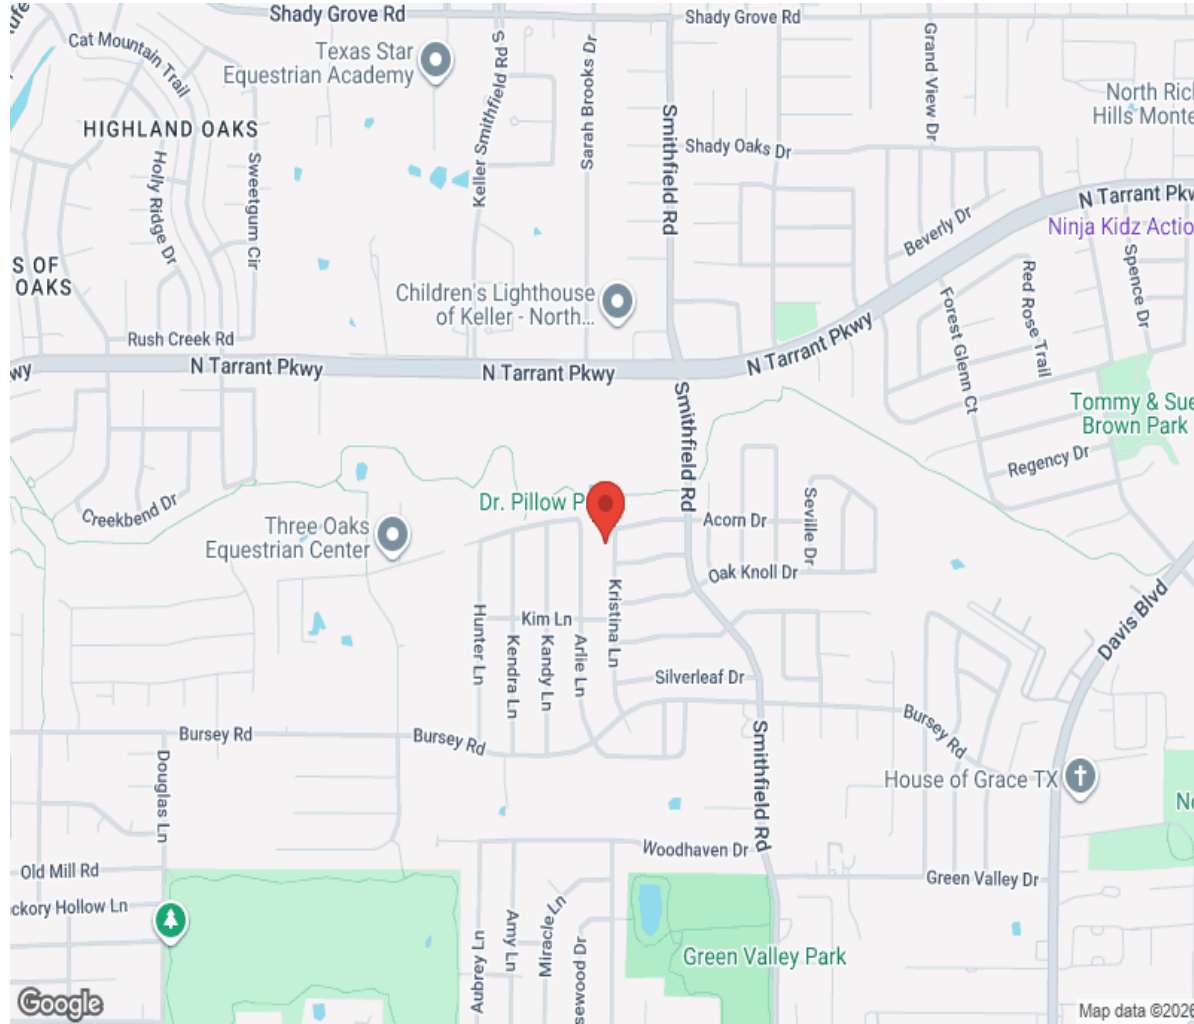 Shady Grove Rd
Shady Grove Rd
Cat Mountain Trail
Texas Star
Equestrian Academy
Keller Smithfield Rd S
Sarah Brooks Dr
Grand View Dr
North Rich
Hills Monte
HIGHLAND OAKS
Smithfield Rd
Shady Oaks Dr
Holly Ridge Dr
Sweetgum Cir
N Tarrant Pkw
Beverly Dr
Ninja Kidz Actio
S OF
OAKS
Spence Dr
Red Rose Trail
Children's Lighthouse
of Keller - North...
Forest Glenn Ct
Rush Creek Rd
N Tarrant Pkwy
wy
N Tarrant Pkwy
N Tarrant Pkwy
Smithfield Rd
Tommy & Sue
Brown Park
Regency Dr
Creekbend Dr
Dr. Pillow P
Seville Dr
Acorn Dr
Three Oaks
Equestrian Center
Oak Knoll Dr
Kristina Ln
Davis Blvd
Hunter Ln
Kim Ln
Kendra Ln
Kandy Ln
Arlie Ln
Silverleaf Dr
Bursey Rd
Bursey Rd
Bursey Rd
Smithfield Rd
Douglas Ln
House of Grace TX
No
Woodhaven Dr
Old Mill Rd
Green Valley Dr
ckory Hollow Ln
Aubrey Ln
Amy Ln
Miracle Ln
sewood Dr
Green Valley Park
Google
Map data ©2026